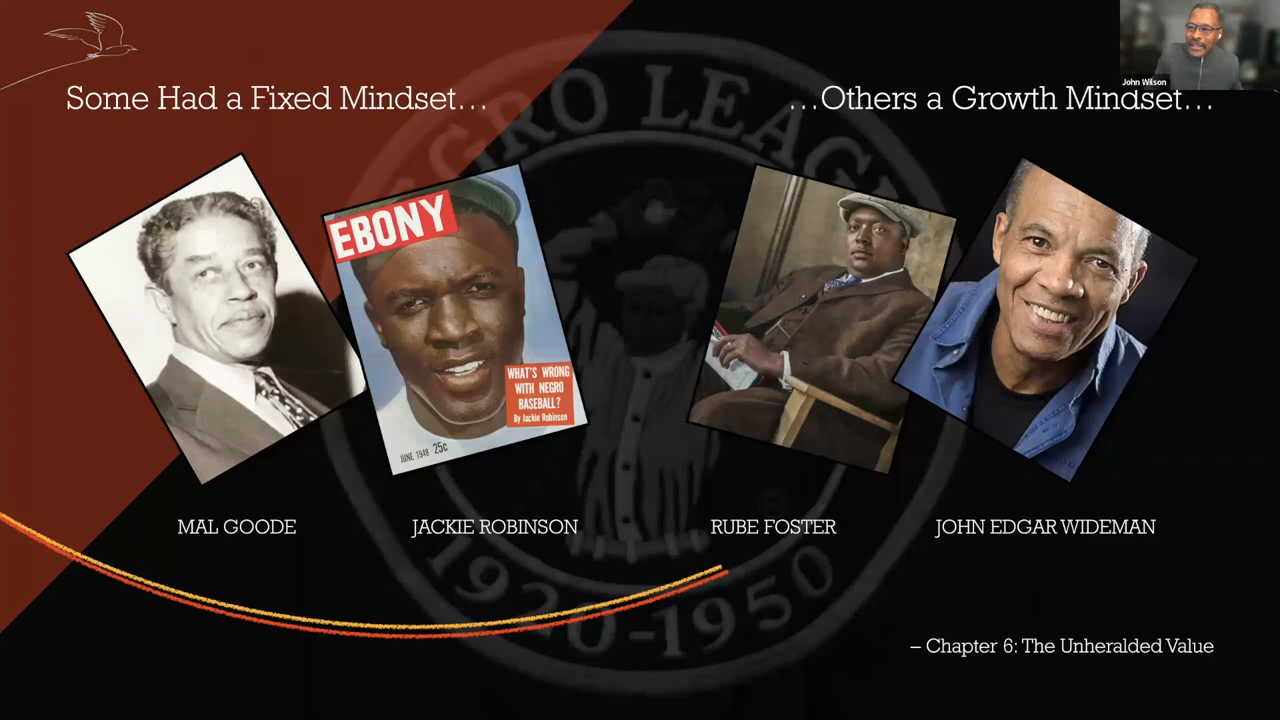 John Wilson
Some Had a Fixed Mindset...
...Others a Growth Mindset...
EBONY
WHAT'S WRONG
WITH NEGRO
BASEBALL?
By Jackie Robinson
JUNE 1948 25c
MAL GOODE
JACKIE ROBINSON
RUBE FOSTER
JOHN EDGAR WIDEMAN
1920-1950
– Chapter 6: The Unheralded Value